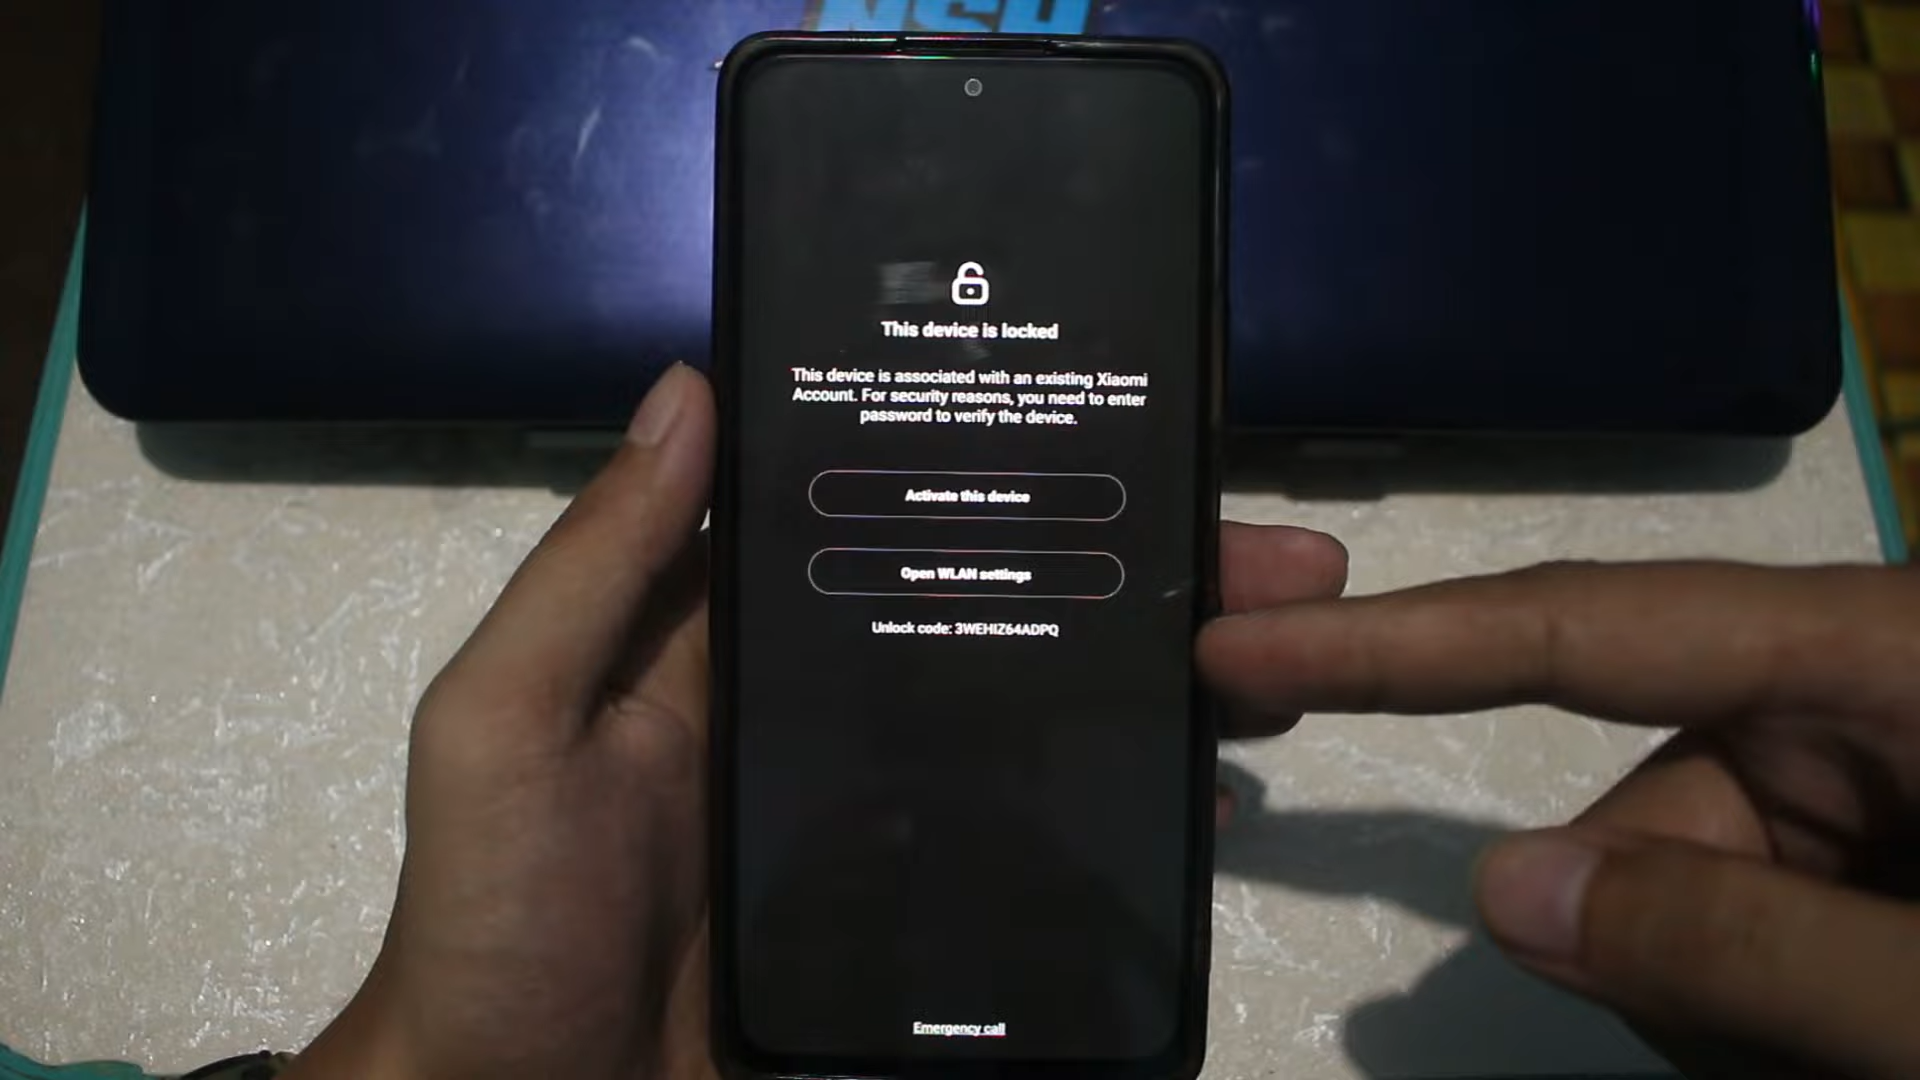 This device is locked
This device is associated with an existing Xiaomi
Account. For security reasons, you need to enter
password to verify the device.
Activate this device
Open WLAN settings
Unlock code: 3WEHIZ64ADPQ
Emergency call